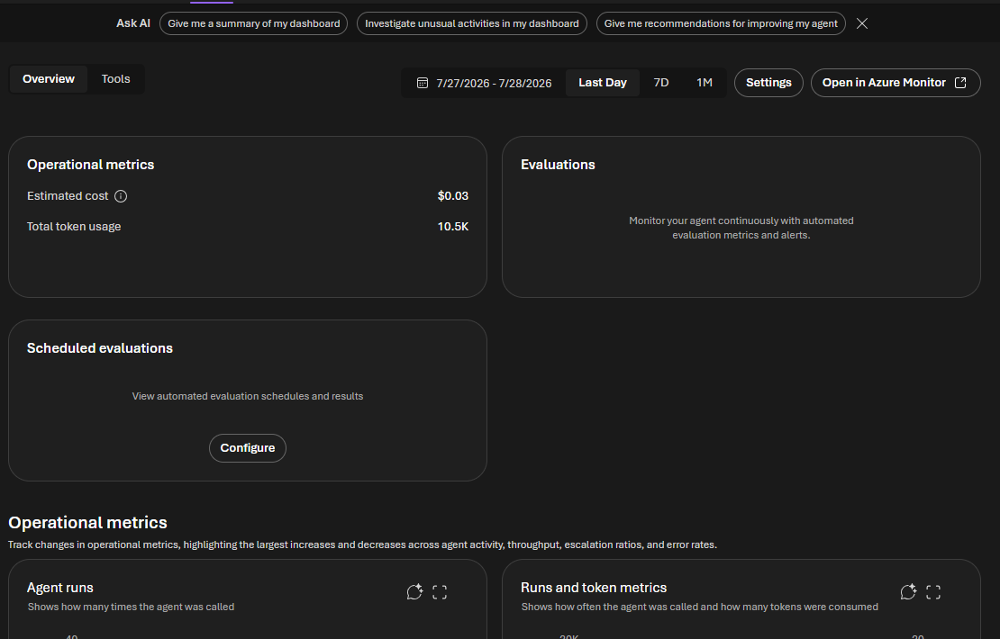 Ask AI
Give me a summary of my dashboard
Investigate unusual activities in my dashboard
Give me recommendations for improving my agent
Overview
Tools
7/27/2026 - 7/28/2026
Last Day
7D
1M
Settings
Open in Azure Monitor
Operational metrics
Estimated cost
$0.03
Total token usage
10.5K
Evaluations
Monitor your agent continuously with automated
evaluation metrics and alerts.
Scheduled evaluations
View automated evaluation schedules and results
Configure
Operational metrics
Track changes in operational metrics, highlighting the largest increases and decreases across agent activity, throughput, escalation ratios, and error rates.
Agent runs
Shows how many times the agent was called
Runs and token metrics
Shows how often the agent was called and how many tokens were consumed